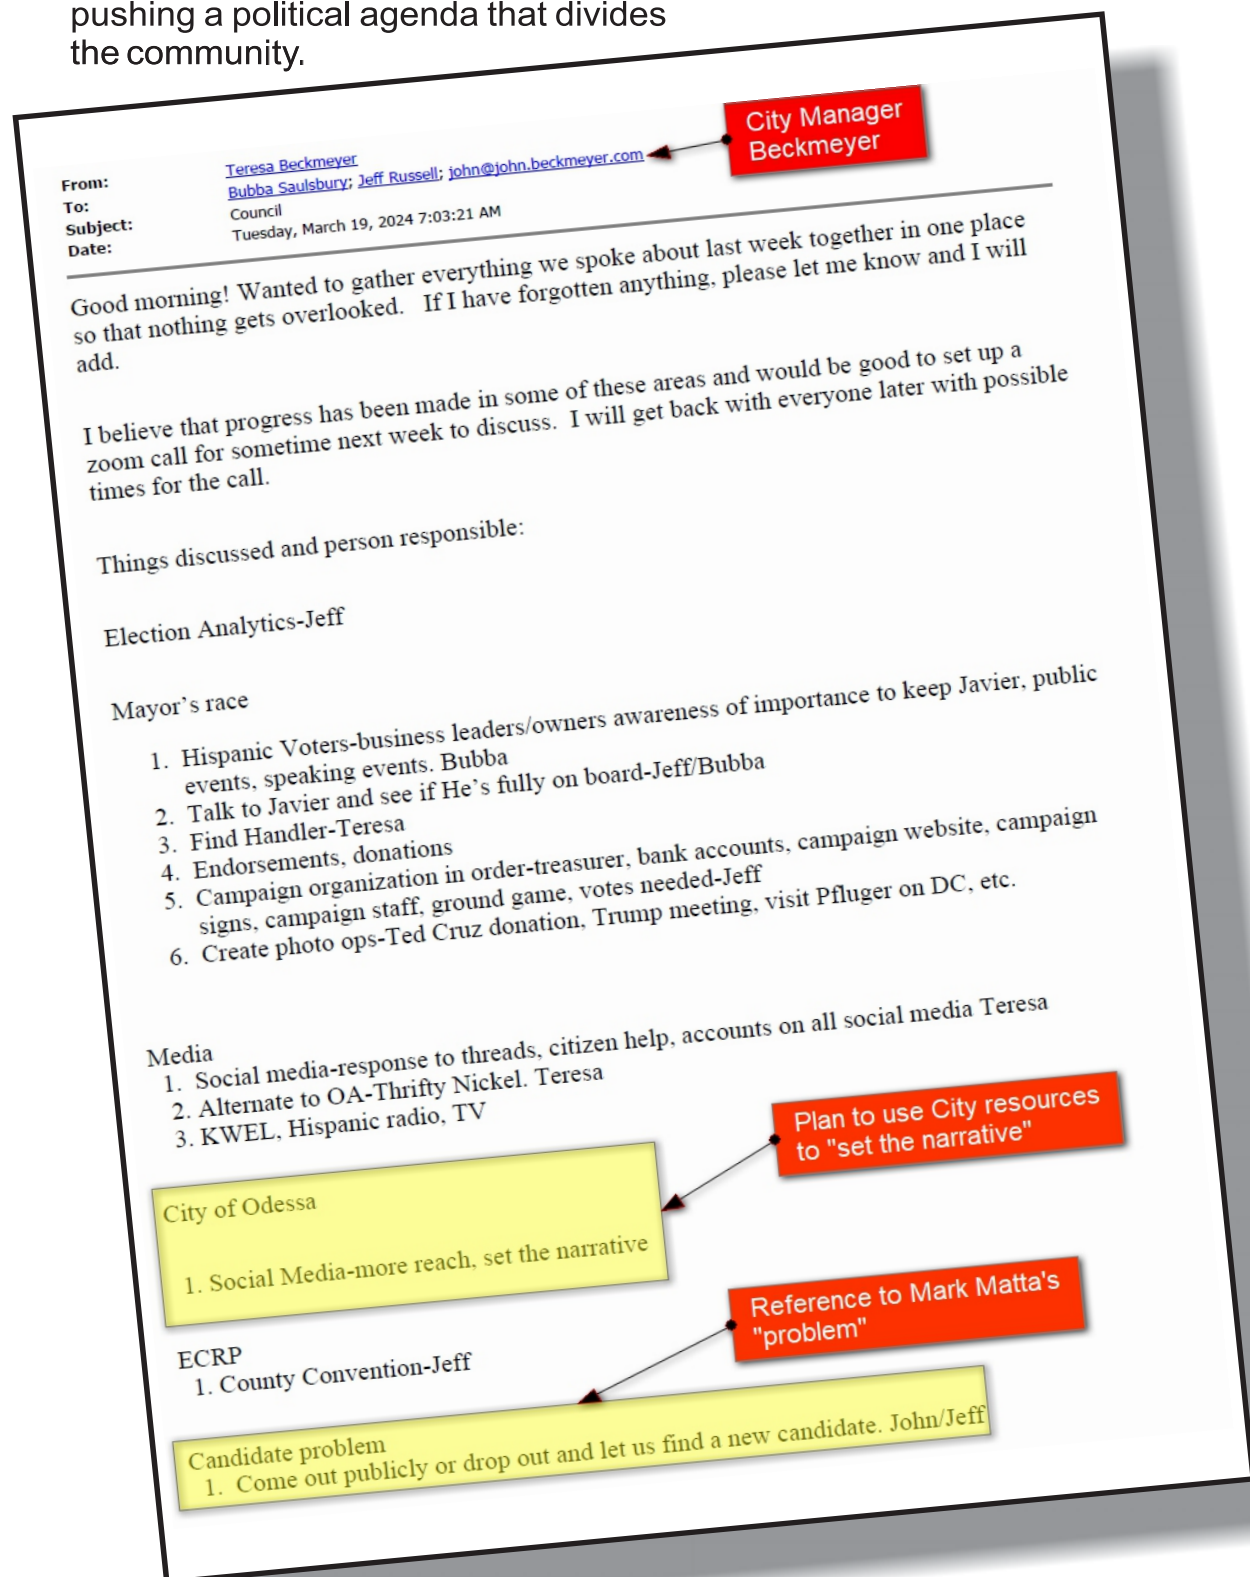 pushing a political agenda that divides
the community.
City Manager
Beckmeyer
From: Teresa Beckmeyer
To: Bubba Saulsbury; Jeff Russell; john@john.beckmeyer.com
Subject: Council
Date: Tuesday, March 19, 2024 7:03:21 AM
Good morning! Wanted to gather everything we spoke about last week together in one place
so that nothing gets overlooked. If I have forgotten anything, please let me know and I will
add.
I believe that progress has been made in some of these areas and would be good to set up a
zoom call for sometime next week to discuss. I will get back with everyone later with possible
times for the call.
Things discussed and person responsible:
Election Analytics-Jeff
Mayor's race
1. Hispanic Voters-business leaders/owners awareness of importance to keep Javier, public
events, speaking events. Bubba
2. Talk to Javier and see if He's fully on board-Jeff/Bubba
3. Find Handler-Teresa
4. Endorsements, donations
5. Campaign organization in order-treasurer, bank accounts, campaign website, campaign
signs, campaign staff, ground game, votes needed-Jeff
6. Create photo ops-Ted Cruz donation, Trump meeting, visit Pfluger on DC, etc.
Media
1. Social media-response to threads, citizen help, accounts on all social media Teresa
2. Alternate to OA-Thrifty Nickel. Teresa
3. KWEL, Hispanic radio, TV
Plan to use City resources
to "set the narrative"
City of Odessa
1. Social Media-more reach, set the narrative
Reference to Mark Matta's
"problem"
ECRP
1. County Convention-Jeff
Candidate problem
1. Come out publicly or drop out and let us find a new candidate. John/Jeff